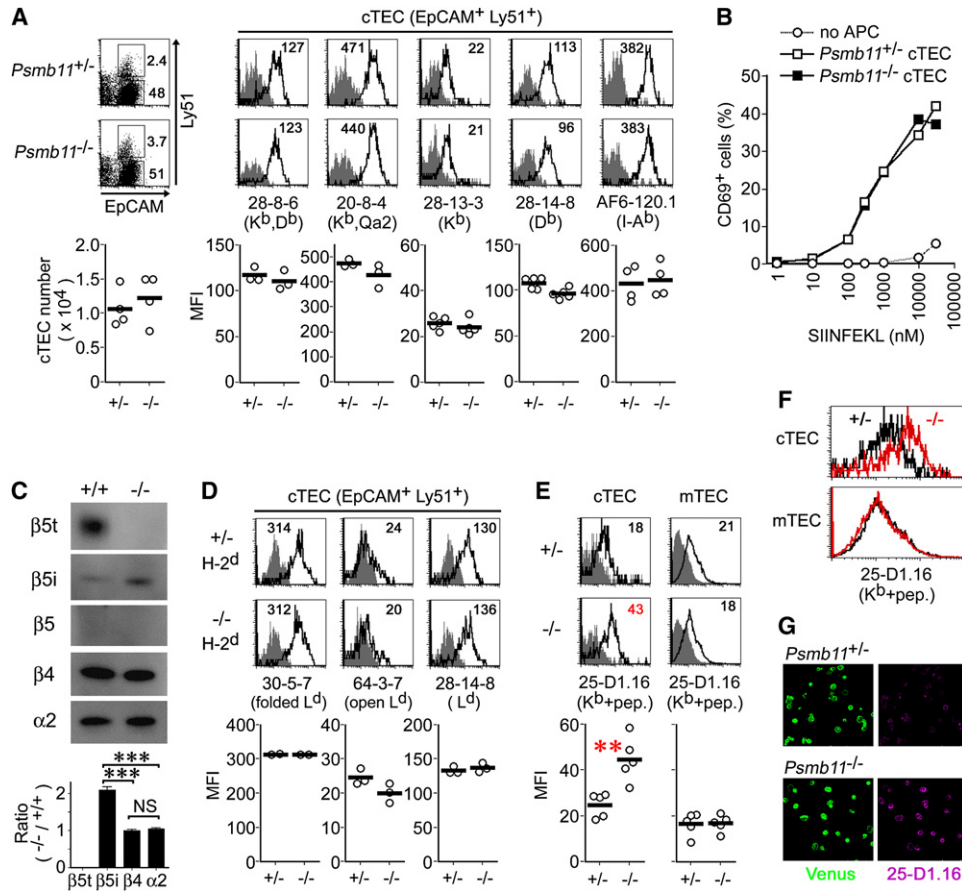 A
cTEC (EpCAM+ Ly51+)
Psmb11+/-
2.4
48
127
471
22
113
382
Psmb11-/-
3.7
51
123
440
21
96
383
Ly51
EpCAM
28-8-6 (Kb,Db)
20-8-4 (Kb,Qa2)
28-13-3 (Kb)
28-14-8 (Db)
AF6-120.1 (I-Ab)
cTEC number ( x 10⁴)
2.0
1.5
1.0
0.5
0
+/- -/-
MFI
150
100
50
0
+/- -/-
500
400
300
200
100
0
+/- -/-
60
40
20
0
+/- -/-
150
100
50
0
+/- -/-
600
400
200
0
+/- -/-
B
no APC
Psmb11+/- cTEC
Psmb11-/- cTEC
CD69+ cells (%)
50
40
30
20
10
0
1 10 100 1000 10000 100000
SIINFEKL (nM)
C
+/+ -/-
β5t
β5i
β5
β4
α2
Ratio ( -/- / +/+)
2
1
0
***
***
NS
β5t β5i β4 α2
D
cTEC (EpCAM+ Ly51+)
+/- H-2d
314
24
130
-/- H-2d
312
20
136
30-5-7 (folded Ld)
64-3-7 (open Ld)
28-14-8 ( Ld)
MFI
400
300
200
100
0
+/- -/-
40
30
20
10
0
+/- -/-
200
150
100
50
0
+/- -/-
E
cTEC mTEC
+/-
18
21
-/-
43
18
25-D1.16 (Kb+pep.)
25-D1.16 (Kb+pep.)
MFI
60
40
20
0
**
+/- -/-
+/- -/-
F
+/- -/-
cTEC
mTEC
25-D1.16 (Kb+pep.)
G
Psmb11+/-
Psmb11-/-
Venus
25-D1.16